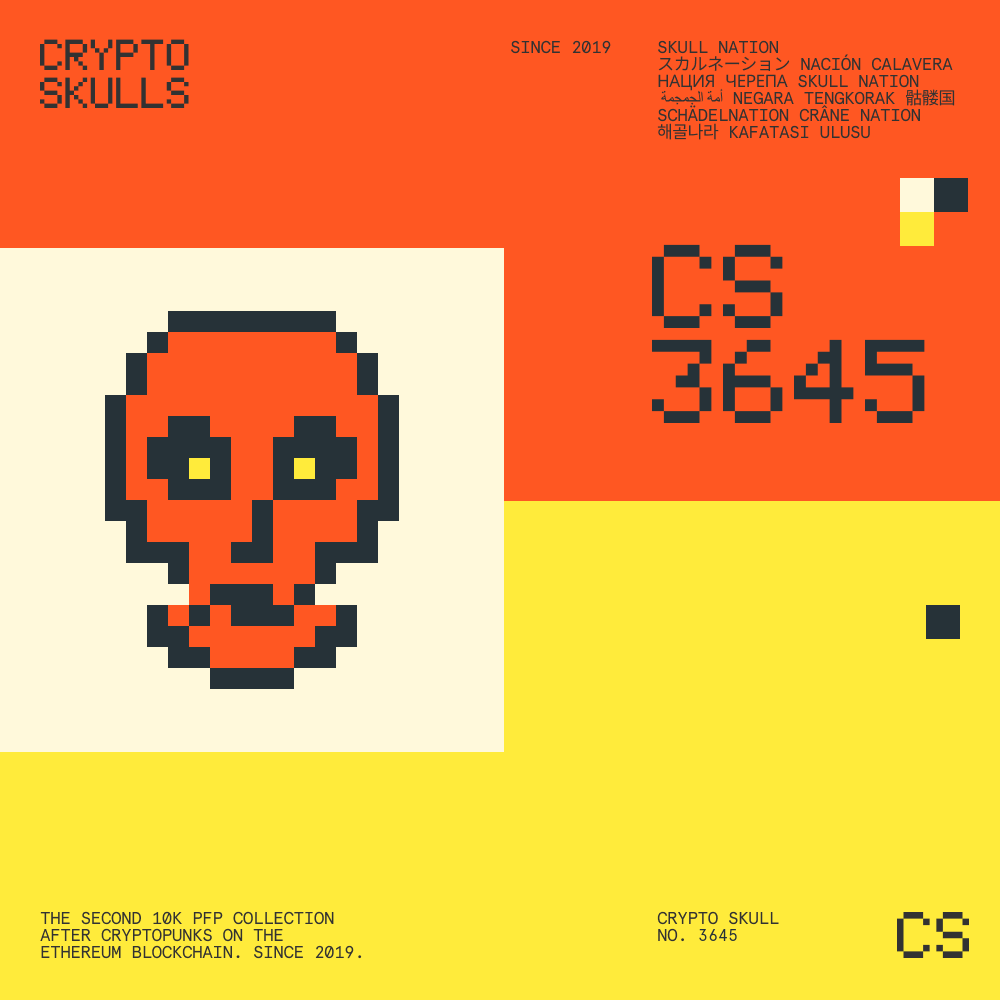 CRYPTO
SKULLS
SINCE 2019
SKULL NATION
スカルネーション NACIÓN CALAVERA
НАЦИЯ ЧЕРЕПА SKULL NATION
أمة الجمجمة NEGARA TENGKORAK 骷髅国
SCHÄDELNATION CRÂNE NATION
해골나라 KAFATASI ULUSU
CS
3645
THE SECOND 10K PFP COLLECTION
AFTER CRYPTOPUNKS ON THE
ETHEREUM BLOCKCHAIN. SINCE 2019.
CRYPTO SKULL
NO. 3645
CS